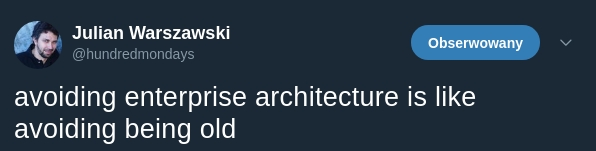 Julian Warszawski
@hundredmondays
Obserwowany
avoiding enterprise architecture is like
avoiding being old